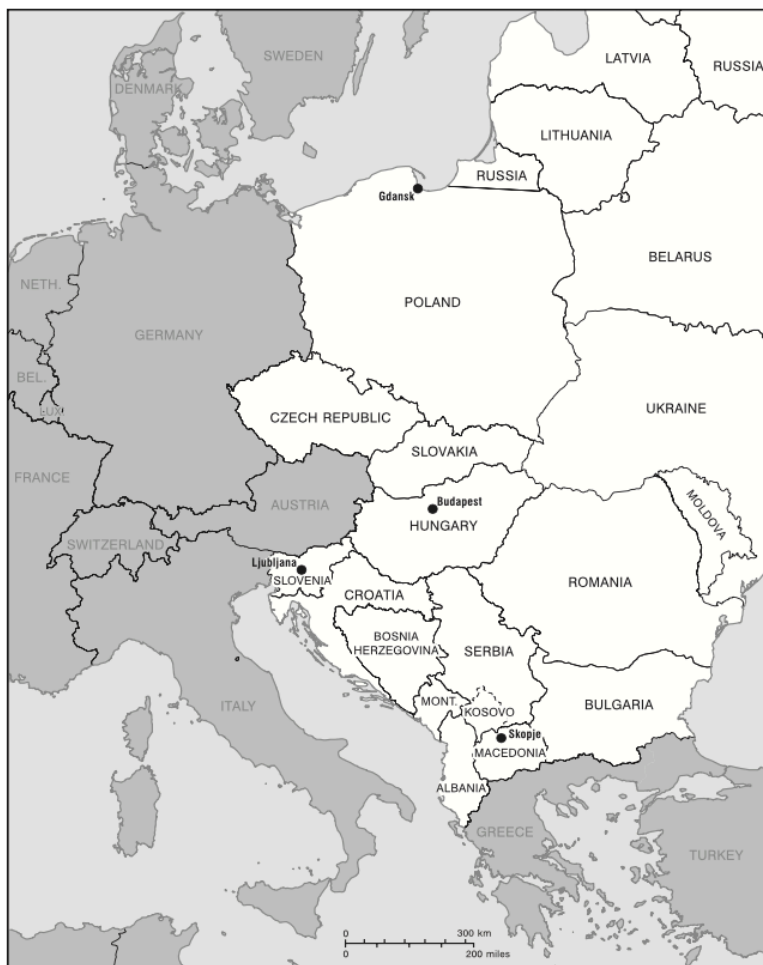 SWEDEN
LATVIA
RUSSIA
DENMARK
LITHUANIA
RUSSIA
Gdansk
BELARUS
NETH.
POLAND
GERMANY
BEL.
LUX.
CZECH REPUBLIC
UKRAINE
SLOVAKIA
FRANCE
AUSTRIA
Budapest
HUNGARY
MOLDOVA
SWITZERLAND
Ljubljana
SLOVENIA
ROMANIA
CROATIA
BOSNIA
HERZEGOVINA
SERBIA
ITALY
MONT.
KOSOVO
BULGARIA
Skopje
MACEDONIA
ALBANIA
GREECE
TURKEY
0 300 km
0 200 miles